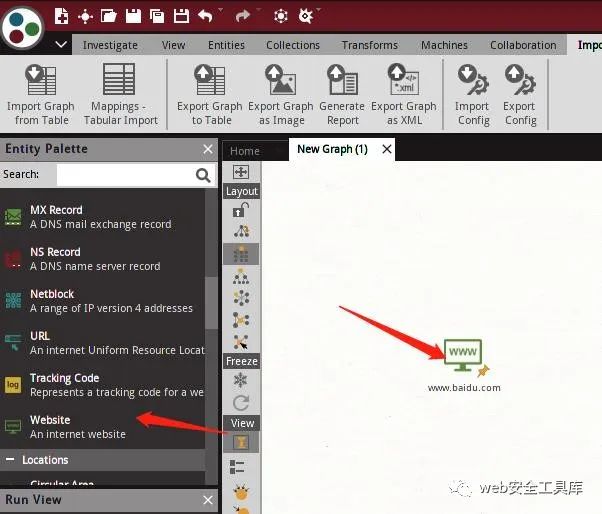 Investigate View Entities Collections Transforms Machines Collaboration
Import Graph from Table
Mappings - Tabular Import
Export Graph to Table
Export Graph as Image
Generate Report
Export Graph as XML
*.xml
Import Config
Export Config
Entity Palette
Search:
MX Record
A DNS mail exchange record
NS Record
A DNS name server record
Netblock
A range of IP version 4 addresses
URL
An internet Uniform Resource Locat
log
Tracking Code
Represents a tracking code for a we
Website
An internet website
Locations
Run View
Home
New Graph (1)
Layout
Freeze
View
WWW
www.baidu.com
web安全工具库